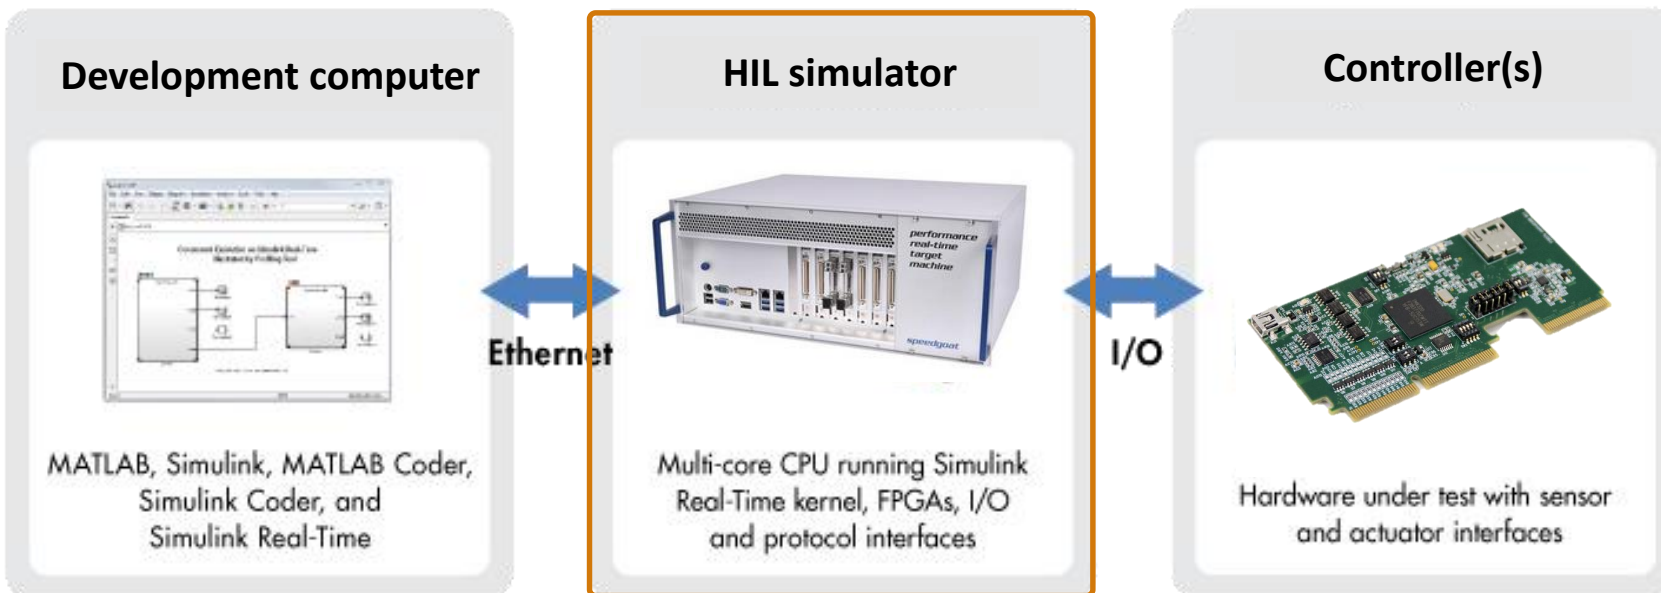 Development computer
HIL simulator
Controller(s)
performance
real-time
target
machine
speedgoat
Ethernet
I/O
MATLAB, Simulink, MATLAB Coder,
Simulink Coder, and
Simulink Real-Time
Multi-core CPU running Simulink
Real-Time kernel, FPGAs, I/O
and protocol interfaces
Hardware under test with sensor
and actuator interfaces